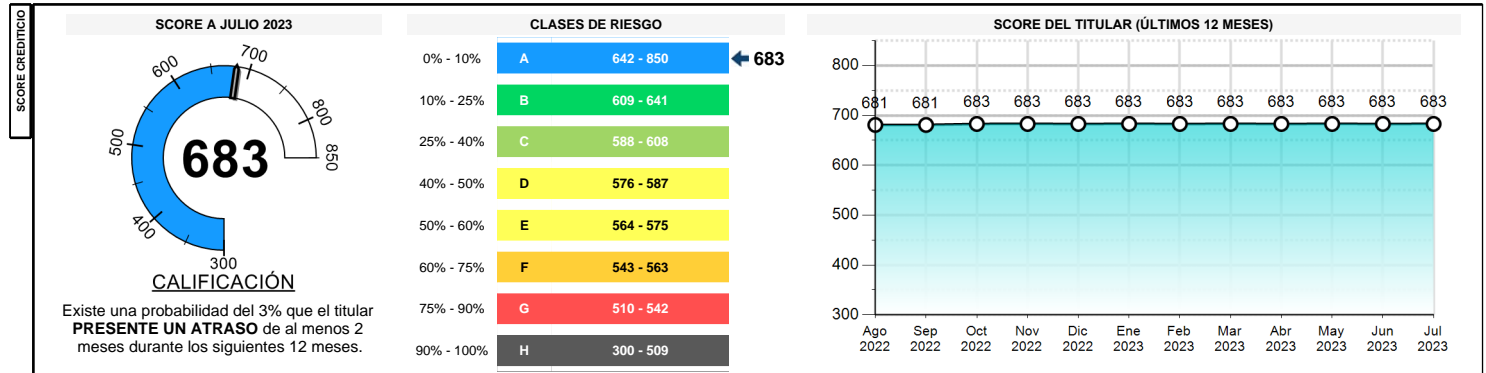 SCORE CREDITICIO
SCORE A JULIO 2023
300
400
500
600
700
800
850
683
CALIFICACIÓN
Existe una probabilidad del 3% que el titular
PRESENTE UN ATRASO de al menos 2
meses durante los siguientes 12 meses.
CLASES DE RIESGO
0% - 10% A 642 - 850 683
10% - 25% B 609 - 641
25% - 40% C 588 - 608
40% - 50% D 576 - 587
50% - 60% E 564 - 575
60% - 75% F 543 - 563
75% - 90% G 510 - 542
90% - 100% H 300 - 509
SCORE DEL TITULAR (ÚLTIMOS 12 MESES)
800
700
600
500
400
300
681 681 683 683 683 683 683 683 683 683 683 683
Ago Sep Oct Nov Dic Ene Feb Mar Abr May Jun Jul
2022 2022 2022 2022 2022 2023 2023 2023 2023 2023 2023 2023